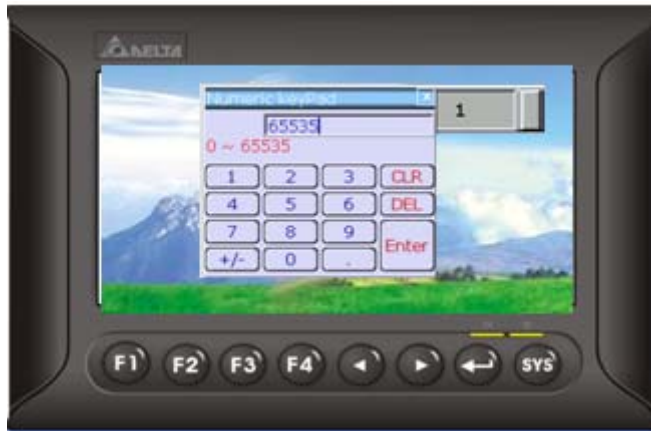 DELTA
Numeric keyPad
65535
1
0 ~ 65535
1 2 3 CLR
4 5 6 DEL
7 8 9 Enter
+/- 0 .
F1 F2 F3 F4 SYS